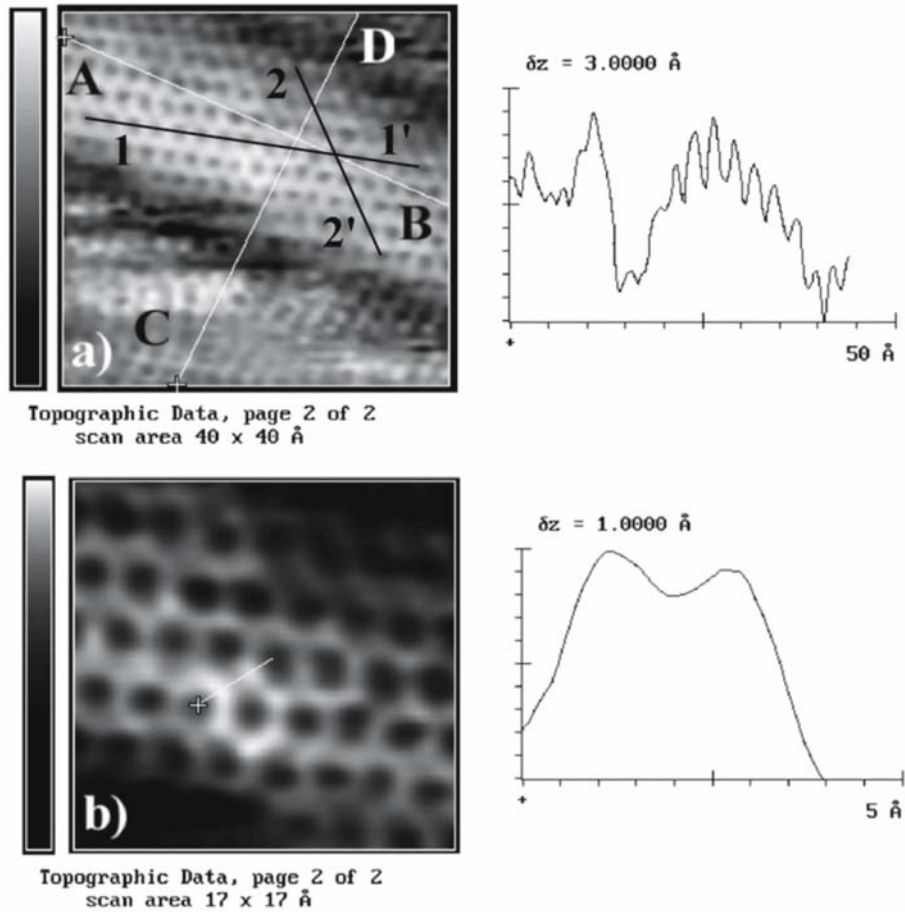 D
2
A
1'
1
B
2'
C
a)
δz = 3.0000 Å
50 Å
Topographic Data, page 2 of 2
scan area 40 x 40 Å
b)
δz = 1.0000 Å
5 Å
Topographic Data, page 2 of 2
scan area 17 x 17 Å